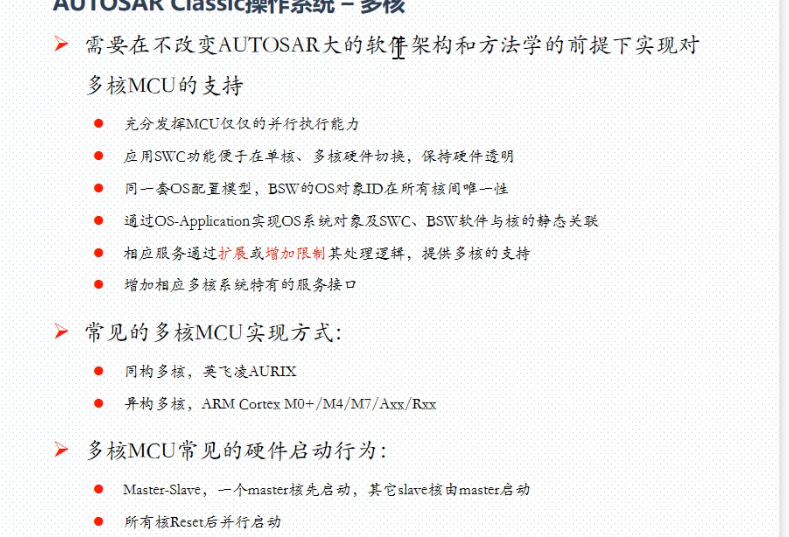 AUTOSAR Classic操作系统 – 多核
需要在不改变AUTOSAR大的软件架构和方法学的前提下实现对
多核MCU的支持
充分发挥MCU仅仅的并行执行能力
应用SWC功能便于在单核、多核硬件切换，保持硬件透明
同一套OS配置模型，BSW的OS对象ID在所有核间唯一性
通过OS-Application实现OS系统对象及SWC、BSW软件与核的静态关联
相应服务通过扩展或增加限制其处理逻辑，提供多核的支持
增加相应多核系统特有的服务接口
常见的多核MCU实现方式：
同构多核，英飞凌AURIX
异构多核，ARM Cortex M0+/M4/M7/Axx/Rxx
多核MCU常见的硬件启动行为：
Master-Slave，一个master核先启动，其它slave核由master启动
所有核Reset后并行启动